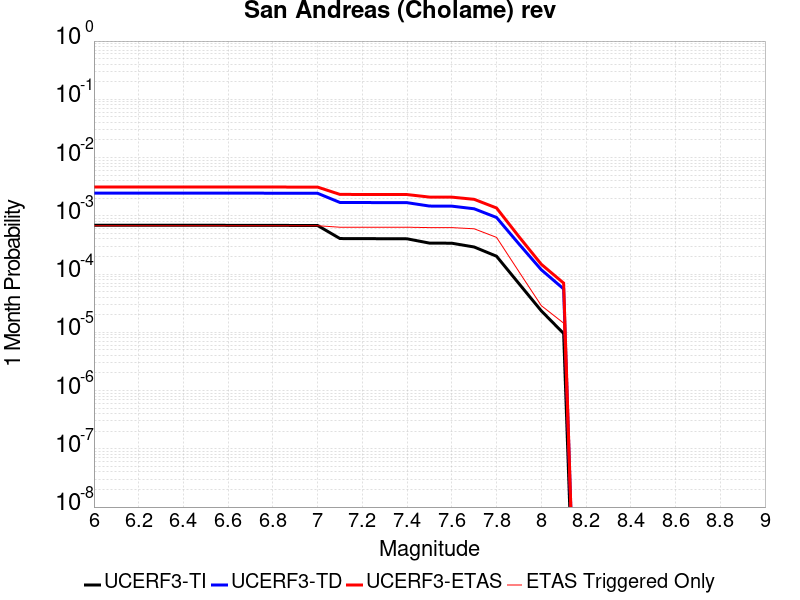 San Andreas (Cholame) rev
10^0
10^-1
10^-2
10^-3
10^-4
10^-5
10^-6
10^-7
10^-8
1 Month Probability
6 6.2 6.4 6.6 6.8 7 7.2 7.4 7.6 7.8 8 8.2 8.4 8.6 8.8 9
Magnitude
UCERF3-TI UCERF3-TD UCERF3-ETAS ETAS Triggered Only